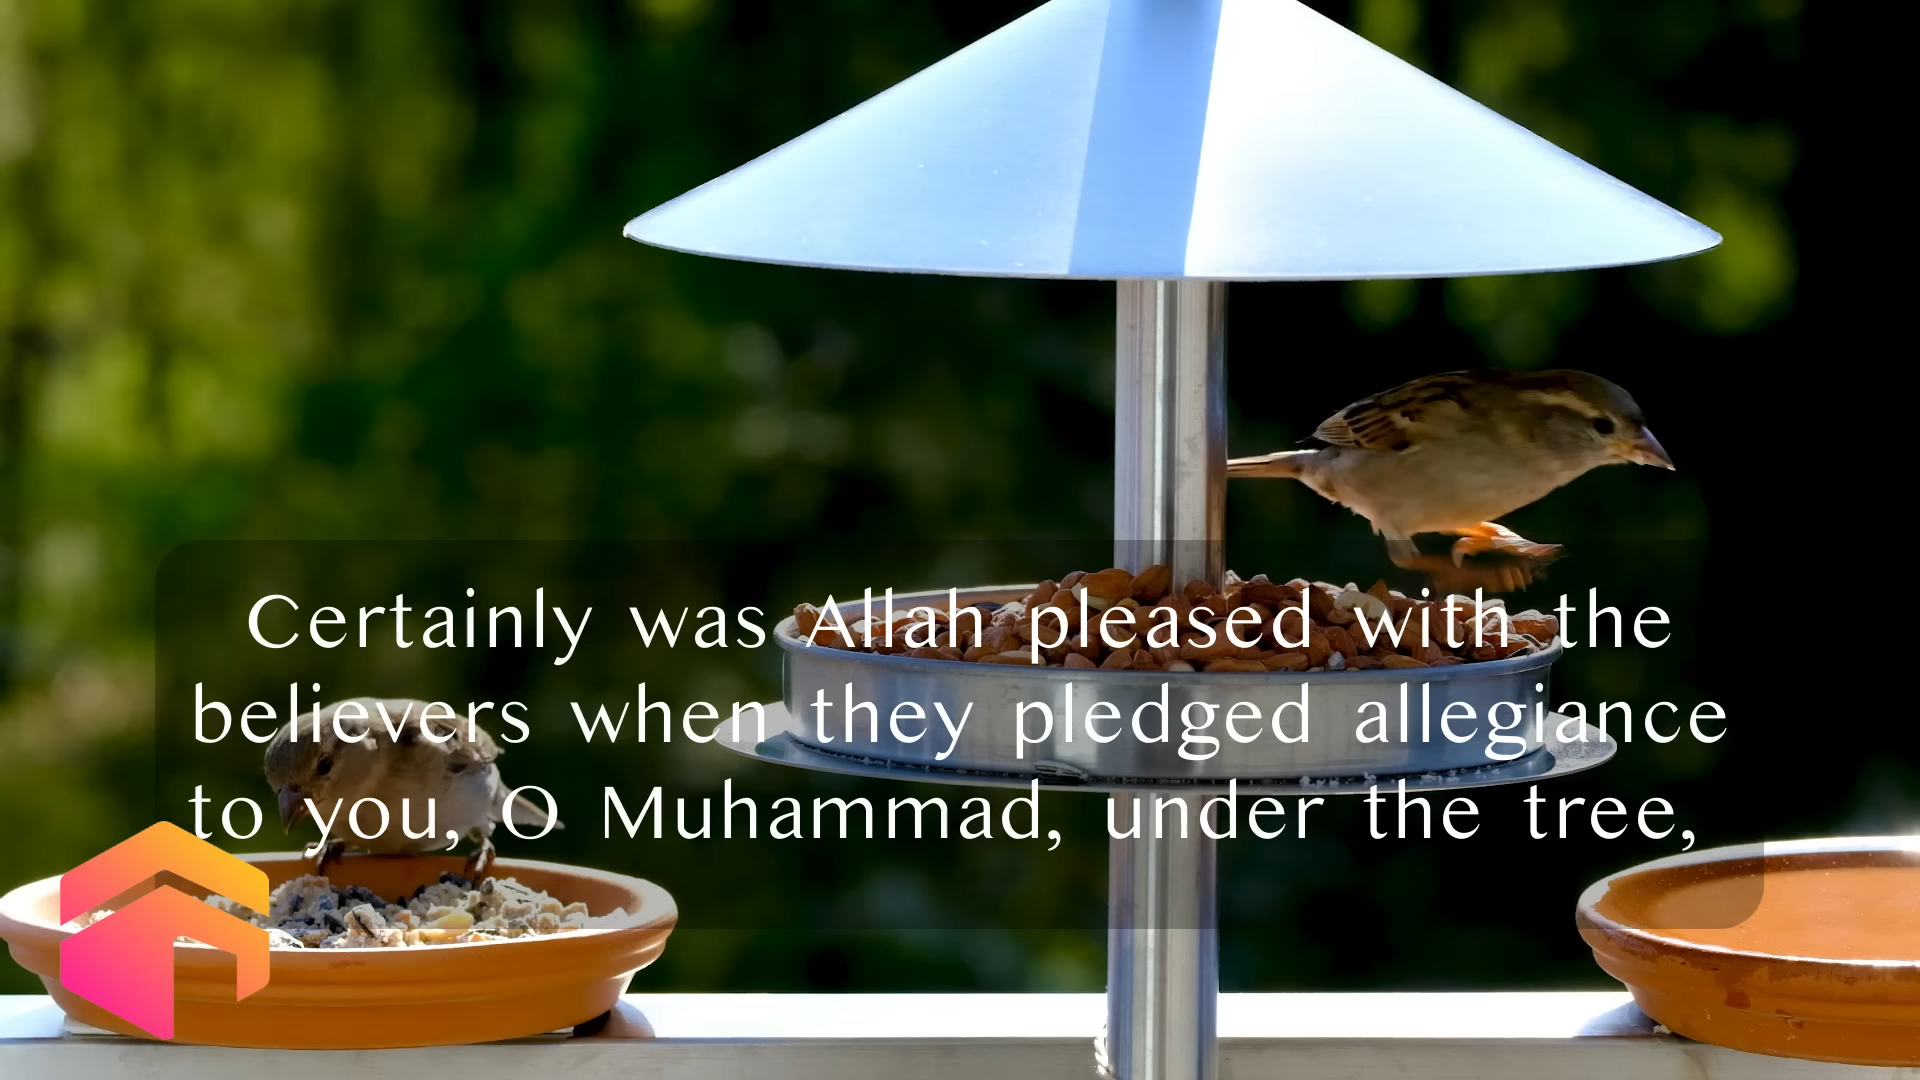 Certainly was Allah pleased with the
believers when they pledged allegiance
to you, O Muhammad, under the tree,